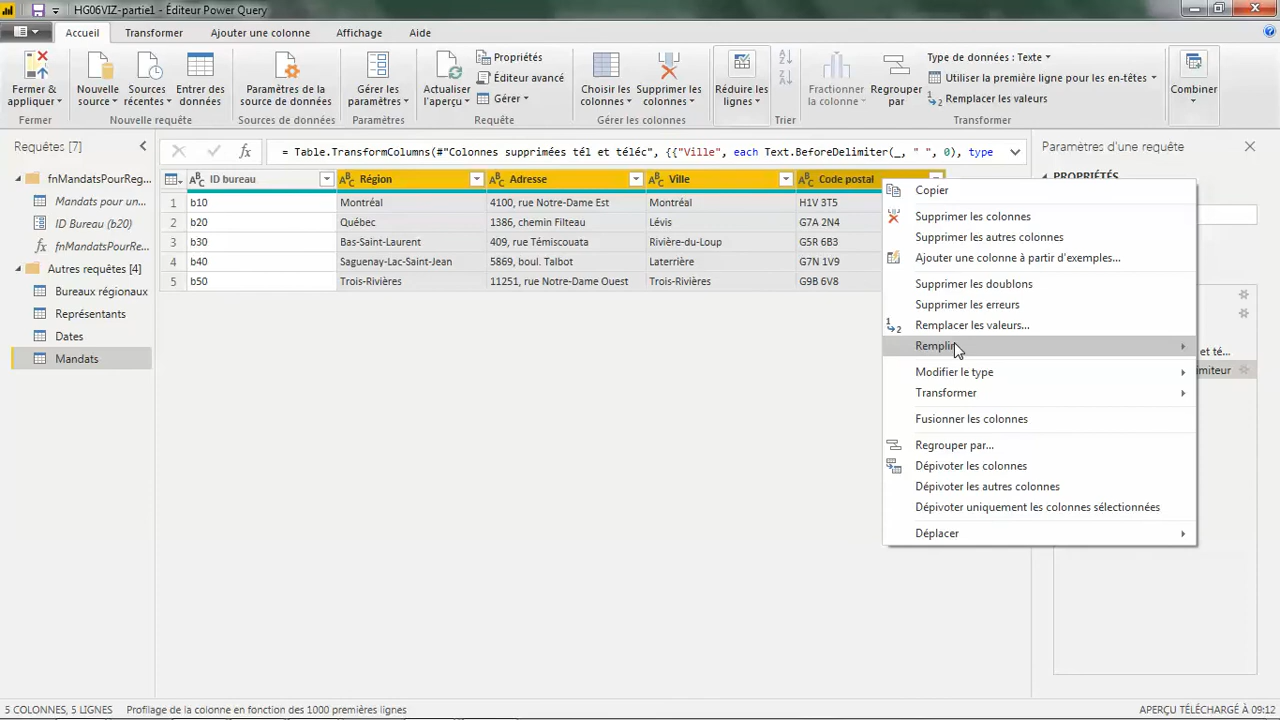 HG06VIZ-partie1 - Éditeur Power Query
Accueil
Transformer
Ajouter une colonne
Affichage
Aide
Fermer & appliquer
Nouvelle source
Sources récentes
Entrer des données
Paramètres de la source de données
Gérer les paramètres
Actualiser l'aperçu
Propriétés
Éditeur avancé
Gérer
Choisir les colonnes
Supprimer les colonnes
Réduire les lignes
Fractionner la colonne
Regrouper par
Type de données : Texte
Utiliser la première ligne pour les en-têtes
Remplacer les valeurs
Combiner
Fermer
Nouvelle requête
Sources de données
Paramètres
Requête
Gérer les colonnes
Trier
Transformer
Requêtes [7]
fnMandatsPourReg...
Mandats pour un...
ID Bureau (b20)
fnMandatsPourRe...
Autres requêtes [4]
Bureaux régionaux
Représentants
Dates
Mandats
= Table.TransformColumns(#"Colonnes supprimées tél et téléc", {{"Ville", each Text.BeforeDelimiter(_, " ", 0), type
ID bureau Région Adresse Ville Code postal
1 b10 Montréal 4100, rue Notre-Dame Est Montréal H1V 3T5
2 b20 Québec 1386, chemin Filteau Lévis G7A 2N4
3 b30 Bas-Saint-Laurent 409, rue Témiscouata Rivière-du-Loup G5R 6B3
4 b40 Saguenay-Lac-Saint-Jean 5869, boul. Talbot Laterrière G7N 1V9
5 b50 Trois-Rivières 11251, rue Notre-Dame Ouest Trois-Rivières G9B 6V8
Copier
Supprimer les colonnes
Supprimer les autres colonnes
Ajouter une colonne à partir d'exemples...
Supprimer les doublons
Supprimer les erreurs
Remplacer les valeurs...
Remplir
Modifier le type
Transformer
Fusionner les colonnes
Regrouper par...
Dépivoter les colonnes
Dépivoter les autres colonnes
Dépivoter uniquement les colonnes sélectionnées
Déplacer
Paramètres d'une requête
PROPRIÉTÉS
et té...
imiteur
5 COLONNES, 5 LIGNES
Profilage de la colonne en fonction des 1000 premières lignes
APERÇU TÉLÉCHARGÉ À 09:12